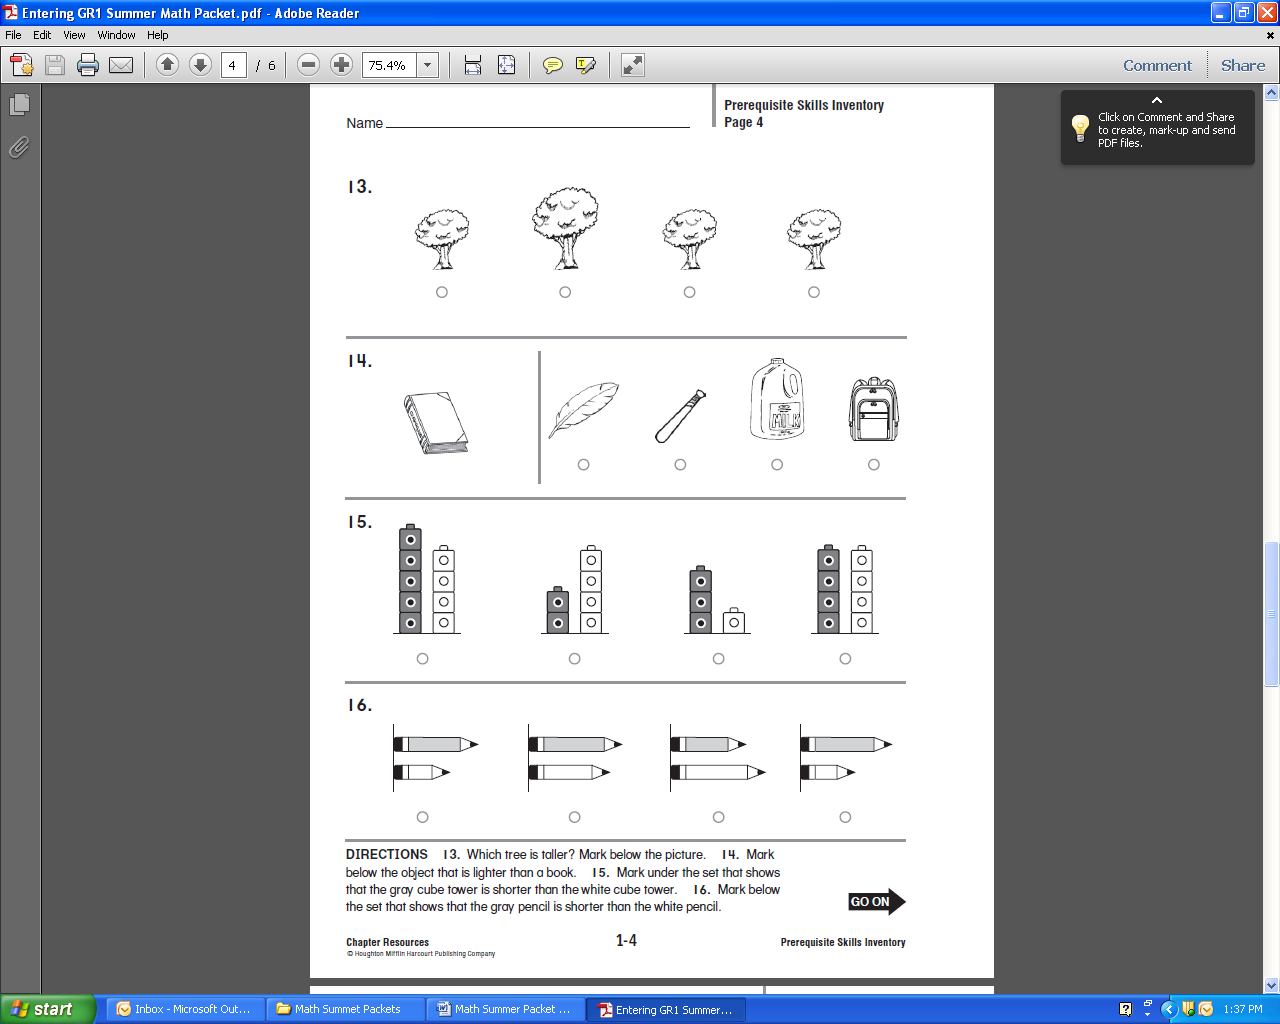 Entering GR1 Summer Math Packet.pdf - Adobe Reader
File Edit View Window Help
4 / 6 75.4% Comment Share
Click on Comment and Share
to create, mark-up and send
PDF files.
Prerequisite Skills Inventory
Name Page 4
13.
14.
MILK
15.
16.
DIRECTIONS 13. Which tree is taller? Mark below the picture. 14. Mark
below the object that is lighter than a book. 15. Mark under the set that shows
that the gray cube tower is shorter than the white cube tower. 16. Mark below
the set that shows that the gray pencil is shorter than the white pencil.
GO ON
Chapter Resources 1-4 Prerequisite Skills Inventory
© Houghton Mifflin Harcourt Publishing Company
start Inbox - Microsoft Out... Math Summet Packets Math Summer Packet ... Entering GR1 Summer... 1:37 PM